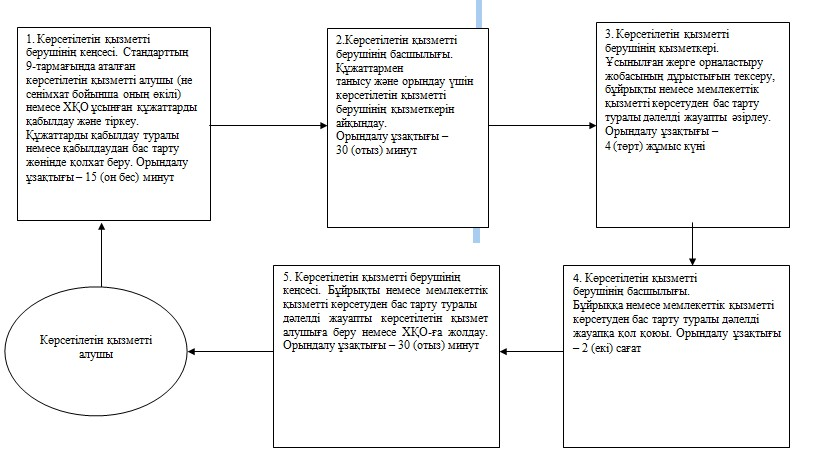 1. Көрсетілетін қызметті
берушінің кеңсесі. Стандарттың
9-тармағында аталған
көрсетілетін қызметті алушы (не
сенімхат бойынша оның өкілі)
немесе ХҚО ұсынған құжаттарды
қабылдау және тіркеу.
Құжаттарды қабылдау туралы
немесе қабылдаудан бас тарту
жөнінде қолхат беру. Орындалу
ұзақтығы – 15 (он бес) минут
2.Көрсетілетін қызметті
берушінің басшылығы.
Құжаттармен
танысу және орындау үшін
көрсетілетін қызметті
берушінің қызметкерін
айқындау.
Орындалу ұзақтығы –
30 (отыз) минут
3. Көрсетілетін қызметті
берушінің қызметкері.
Ұсынылған жерге орналастыру
жобасының дұрыстығын тексеру,
бұйрықты немесе мемлекеттік
қызметті көрсетуден бас тарту
туралы дәлелді жауапты әзірлеу.
Орындалу ұзақтығы –
4 (төрт) жұмыс күні
4. Көрсетілетін қызметті
берушінің басшылығы.
Бұйрыққа немесе мемлекеттік қызметті
көрсетуден бас тарту туралы дәлелді
жауапқа қол қоюы. Орындалу ұзақтығы
– 2 (екі) сағат
5. Көрсетілетін қызметті берушінің
кеңсесі. Бұйрықты немесе мемлекеттік
қызметті көрсетуден бас тарту туралы
дәлелді жауапты көрсетілетін қызмет
алушыға беру немесе ХҚО-ға жолдау.
Орындалу ұзақтығы – 30 (отыз) минут
Көрсетілетін қызметті
алушы